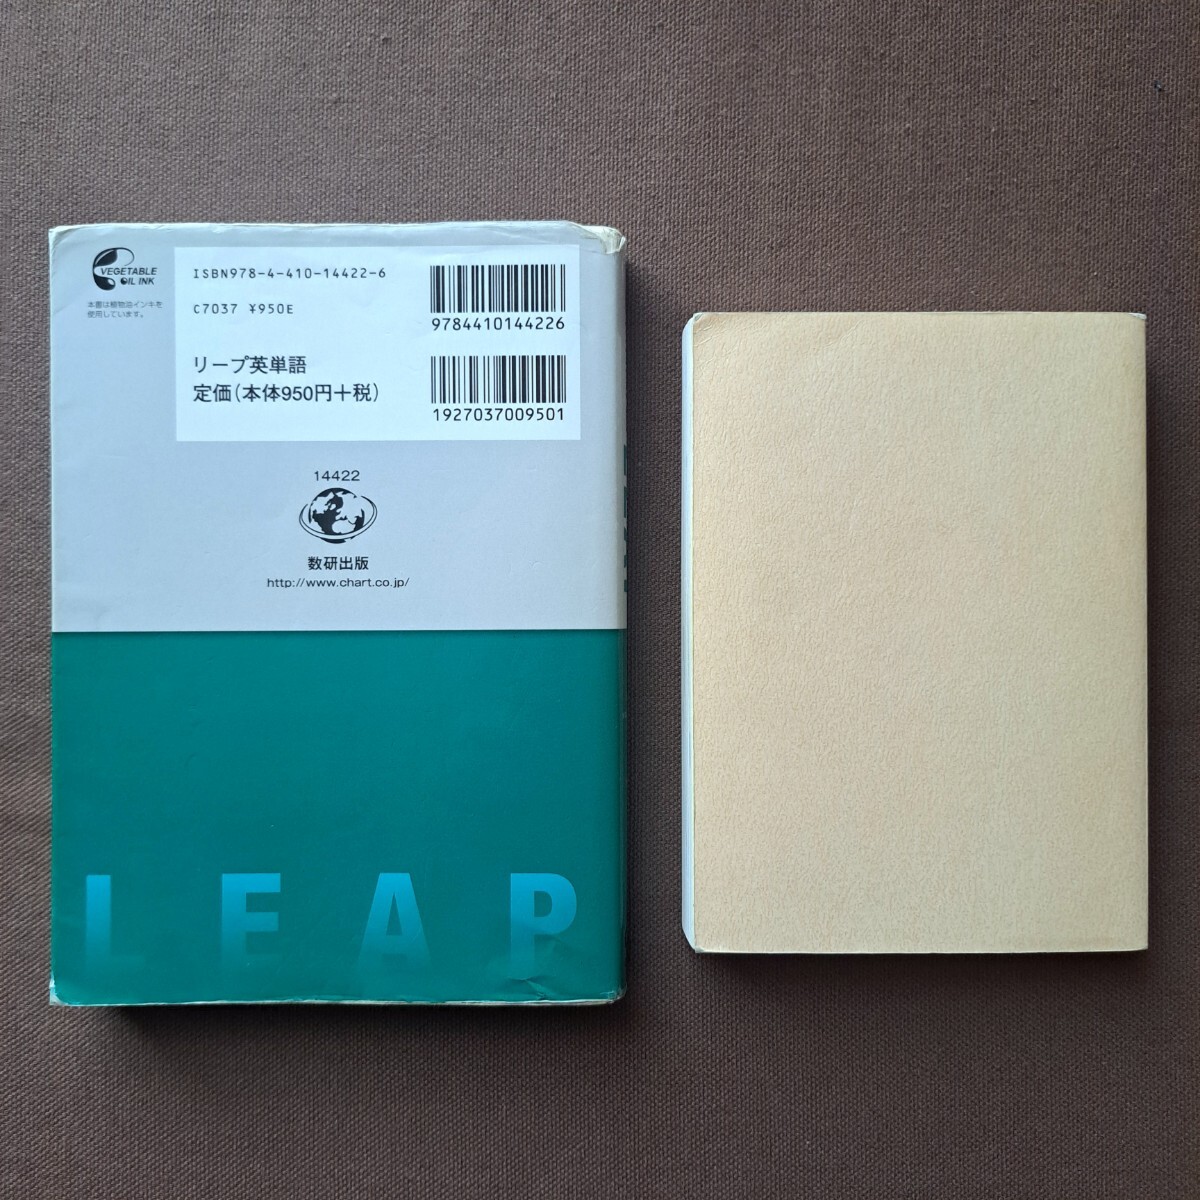 VEGETABLE
OIL INK
本書は植物油インキを
使用しています。
ISBN978-4-410-14422-6
C7037 ¥950E
リープ英単語
定価(本体950円+税)
9784410144226
1927037009501
14422
数研出版
http://www.chart.co.jp/
LEAP